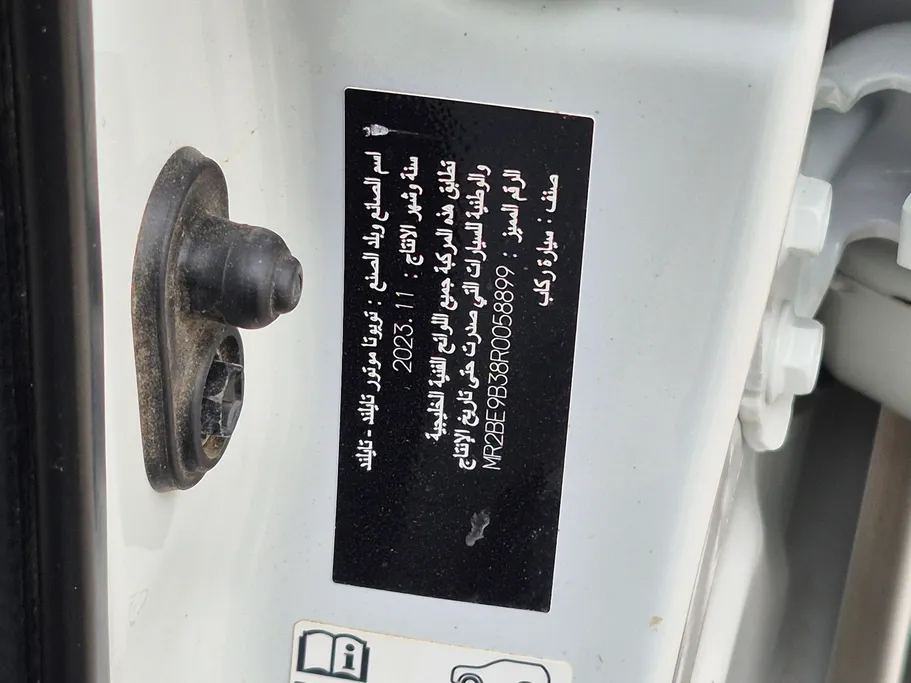 اسم الصانع وبلد الصنع : تويوتا موتور تايلند - تايلند
سنة وشهر الانتاج : 2023.11
تطابق هذه المركبة جميع اللوائح الفنية الخليجية
والوطنية للسيارات التي صدرت حتى تاريخ الإنتاج
الرقم المميز : MR2BE9B38R0058899
صنف : سيارة ركاب